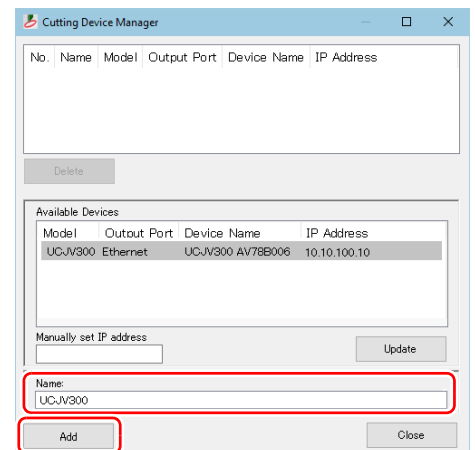 Cutting Device Manager
No. Name Model Output Port Device Name IP Address
Delete
Available Devices
Model Output Port Device Name IP Address
UCJV300 Ethernet UCJV300 AV78B006 10.10.100.10
Manually set IP address
Update
Name:
UCJV300
Add Close